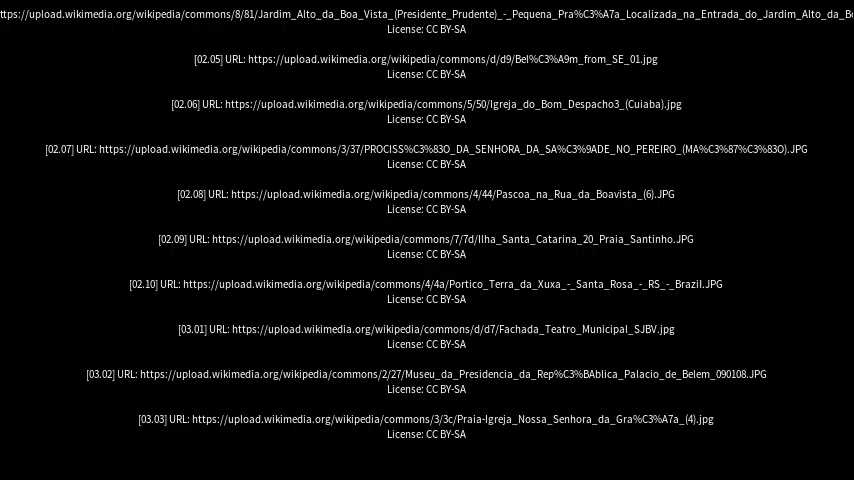 ttps://upload.wikimedia.org/wikipedia/commons/8/81/Jardim_Alto_da_Boa_Vista_(Presidente_Prudente)_-_Pequena_Pra%C3%A7a_Localizada_na_Entrada_do_Jardim_Alto_da_Bo
License: CC BY-SA
[02.05] URL: https://upload.wikimedia.org/wikipedia/commons/d/d9/Bel%C3%A9m_from_SE_01.jpg
License: CC BY-SA
[02.06] URL: https://upload.wikimedia.org/wikipedia/commons/5/50/Igreja_do_Bom_Despacho3_(Cuiaba).jpg
License: CC BY-SA
[02.07] URL: https://upload.wikimedia.org/wikipedia/commons/3/37/PROCISS%C3%83O_DA_SENHORA_DA_SA%C3%9ADE_NO_PEREIRO_(MA%C3%87%C3%83O).JPG
License: CC BY-SA
[02.08] URL: https://upload.wikimedia.org/wikipedia/commons/4/44/Pascoa_na_Rua_da_Boavista_(6).JPG
License: CC BY-SA
[02.09] URL: https://upload.wikimedia.org/wikipedia/commons/7/7d/Ilha_Santa_Catarina_20_Praia_Santinho.JPG
License: CC BY-SA
[02.10] URL: https://upload.wikimedia.org/wikipedia/commons/4/4a/Portico_Terra_da_Xuxa_-_Santa_Rosa_-_RS_-_Brazil.JPG
License: CC BY-SA
[03.01] URL: https://upload.wikimedia.org/wikipedia/commons/d/d7/Fachada_Teatro_Municipal_SJBV.jpg
License: CC BY-SA
[03.02] URL: https://upload.wikimedia.org/wikipedia/commons/2/27/Museu_da_Presidencia_da_Rep%C3%BAblica_Palacio_de_Belem_090108.JPG
License: CC BY-SA
[03.03] URL: https://upload.wikimedia.org/wikipedia/commons/3/3c/Praia-Igreja_Nossa_Senhora_da_Gra%C3%A7a_(4).jpg
License: CC BY-SA